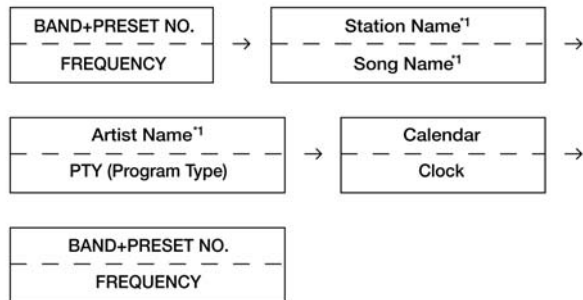 BAND+PRESET NO.
FREQUENCY
Station Name*1
Song Name*1
Artist Name*1
PTY (Program Type)
Calendar
Clock
BAND+PRESET NO.
FREQUENCY